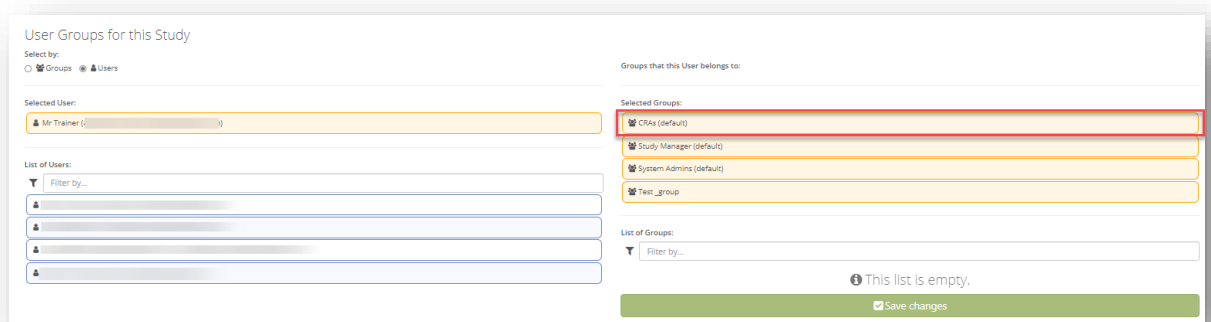 User Groups for this Study
Select by:
Groups Users
Selected User:
Mr Trainer (
List of Users:
Filter by...
Groups that this User belongs to:
Selected Groups:
CRAs (default)
Study Manager (default)
System Admins (default)
Test _group
List of Groups:
Filter by...
This list is empty.
Save changes